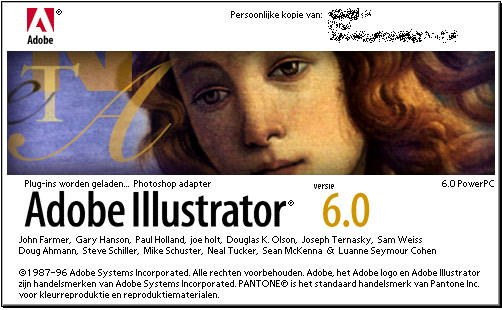 Adobe®
Persoonlijke kopie van:
Plug-ins worden geladen... Photoshop adapter
versie
6.0 PowerPC
Adobe Illustrator® 6.0
John Farmer, Gary Hanson, Paul Holland, joe holt, Douglas K. Olson, Joseph Ternasky, Sam Weiss
Doug Ahmann, Steve Schiller, Mike Schuster, Neal Tucker, Sean McKenna & Luanne Seymour Cohen
©1987-96 Adobe Systems Incorporated. Alle rechten voorbehouden. Adobe, het Adobe logo en Adobe Illustrator
zijn handelsmerken van Adobe Systems Incorporated. PANTONE® is het standaard handelsmerk van Pantone Inc.
voor kleurreproduktie en reproduktiematerialen.